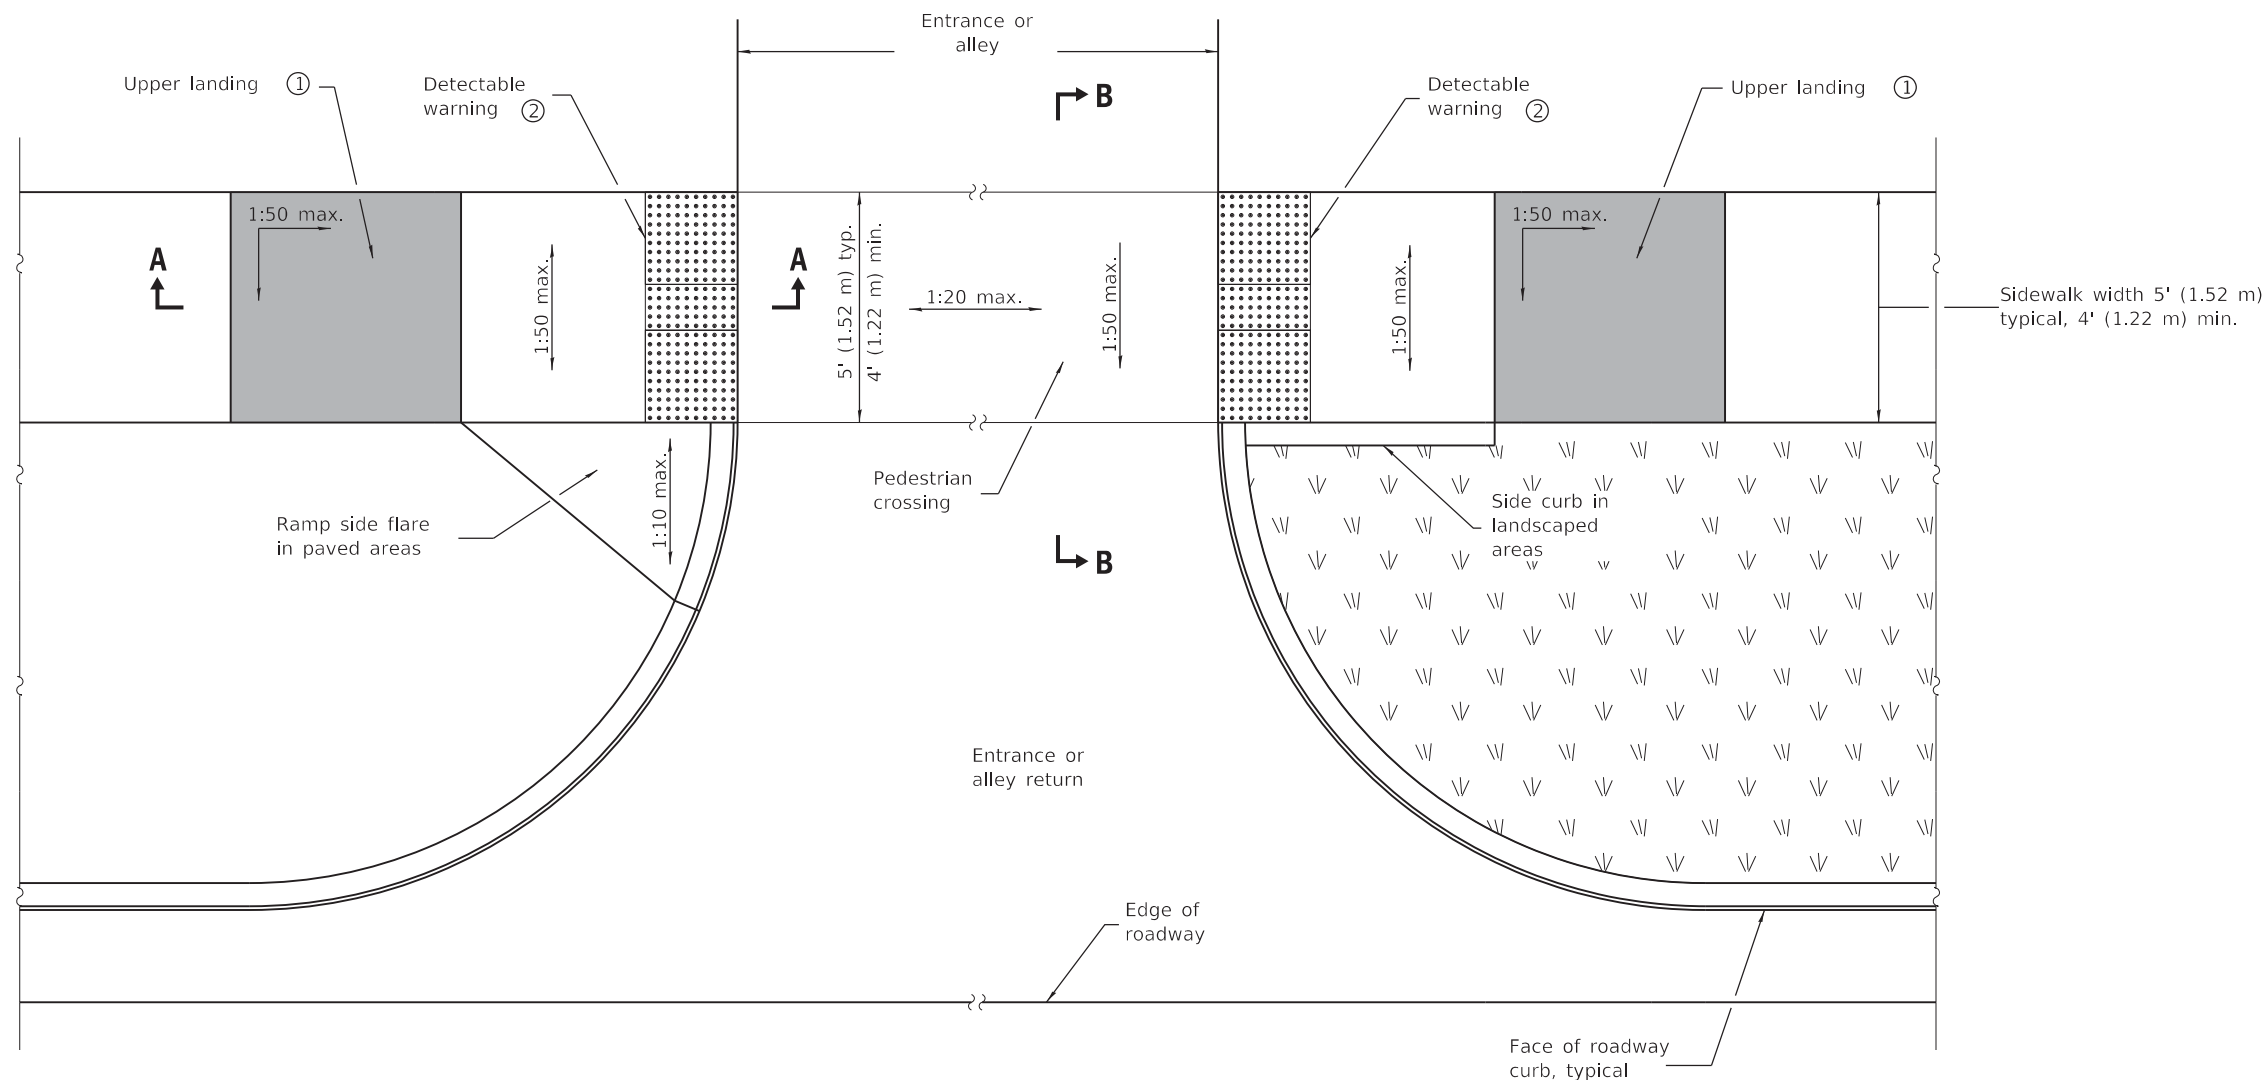 Entrance or
alley
Upper landing ①
Detectable
warning ②
B
Detectable
warning ②
Upper landing ①
1:50 max.
A
1:50 max.
A
5' (1.52 m) typ.
4' (1.22 m) min.
1:20 max.
1:50 max.
1:50 max.
1:50 max.
Sidewalk width 5' (1.52 m)
typical, 4' (1.22 m) min.
Ramp side flare
in paved areas
1:10 max.
Pedestrian
crossing
B
Side curb in
landscaped
areas
Entrance or
alley return
Edge of
roadway
Face of roadway
curb, typical